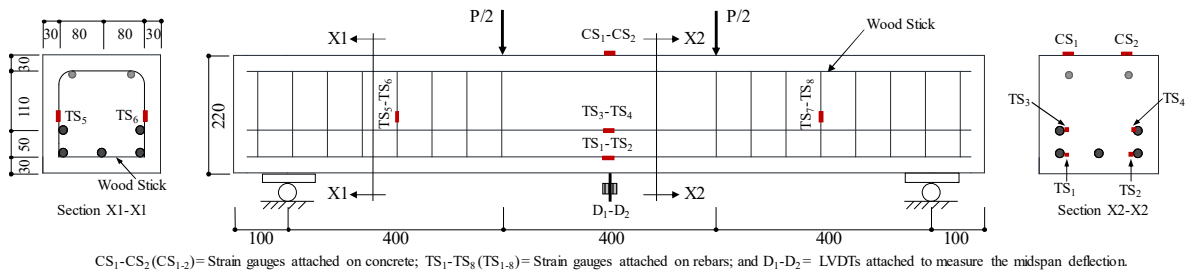 30 80 80 30
30
110
50
30
TS5 TS6
Wood Stick
Section X1-X1
P/2 P/2
X1 CS1-CS2 X2 Wood Stick
220
TS5-TS6
TS7-TS8
TS3-TS4
TS1-TS2
X1 X2
D1-D2
100 400 400 400 100
CS1 CS2
TS3 TS4
TS1 TS2
Section X2-X2
CS1-CS2 (CS1-2)= Strain gauges attached on concrete; TS1-TS8 (TS1-8)= Strain gauges attached on rebars; and D1-D2= LVDTs attached to measure the midspan deflection.